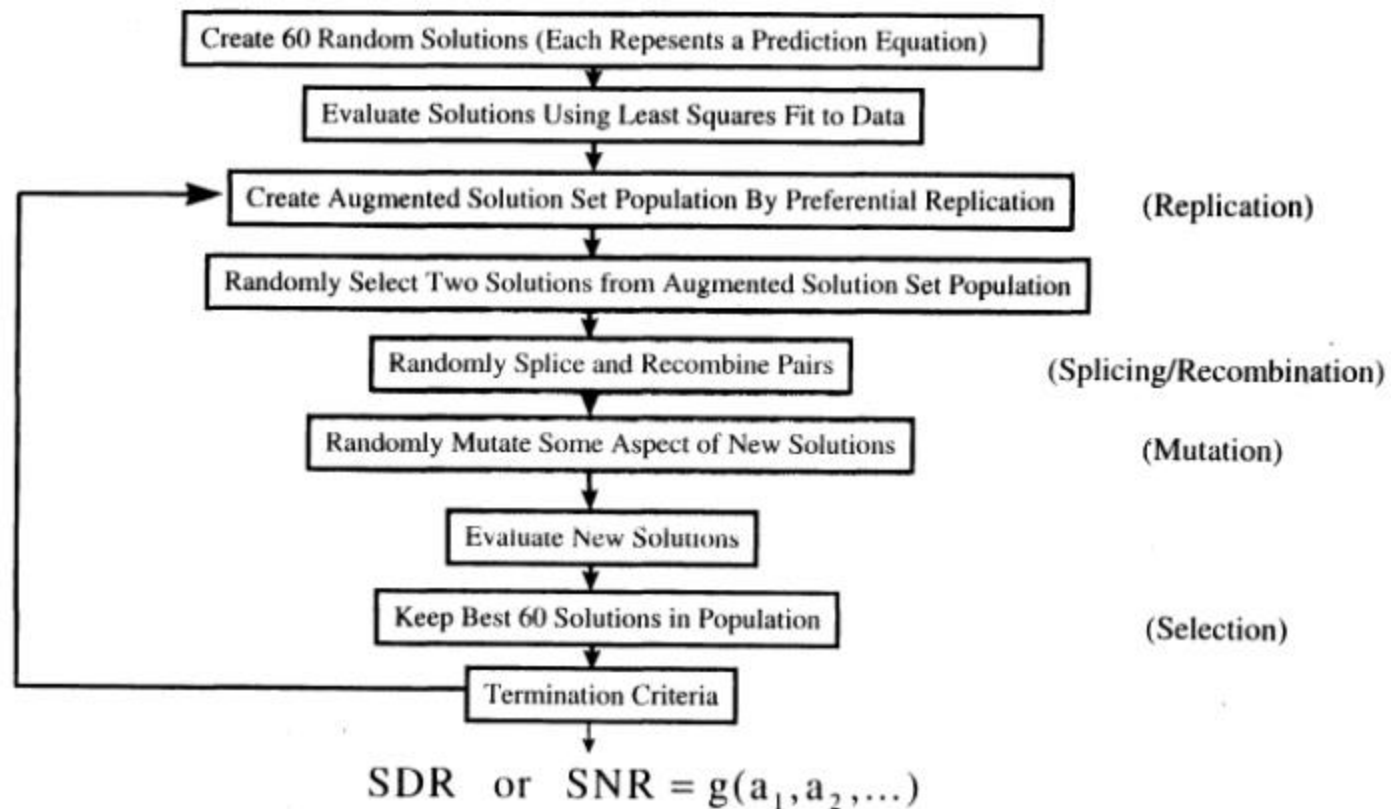 Create 60 Random Solutions (Each Repesents a Prediction Equation)
Evaluate Solutions Using Least Squares Fit to Data
Create Augmented Solution Set Population By Preferential Replication
(Replication)
Randomly Select Two Solutions from Augmented Solution Set Population
Randomly Splice and Recombine Pairs
(Splicing/Recombination)
Randomly Mutate Some Aspect of New Solutions
(Mutation)
Evaluate New Solutions
Keep Best 60 Solutions in Population
(Selection)
Termination Criteria
SDR or SNR = g(a₁,a₂,...)